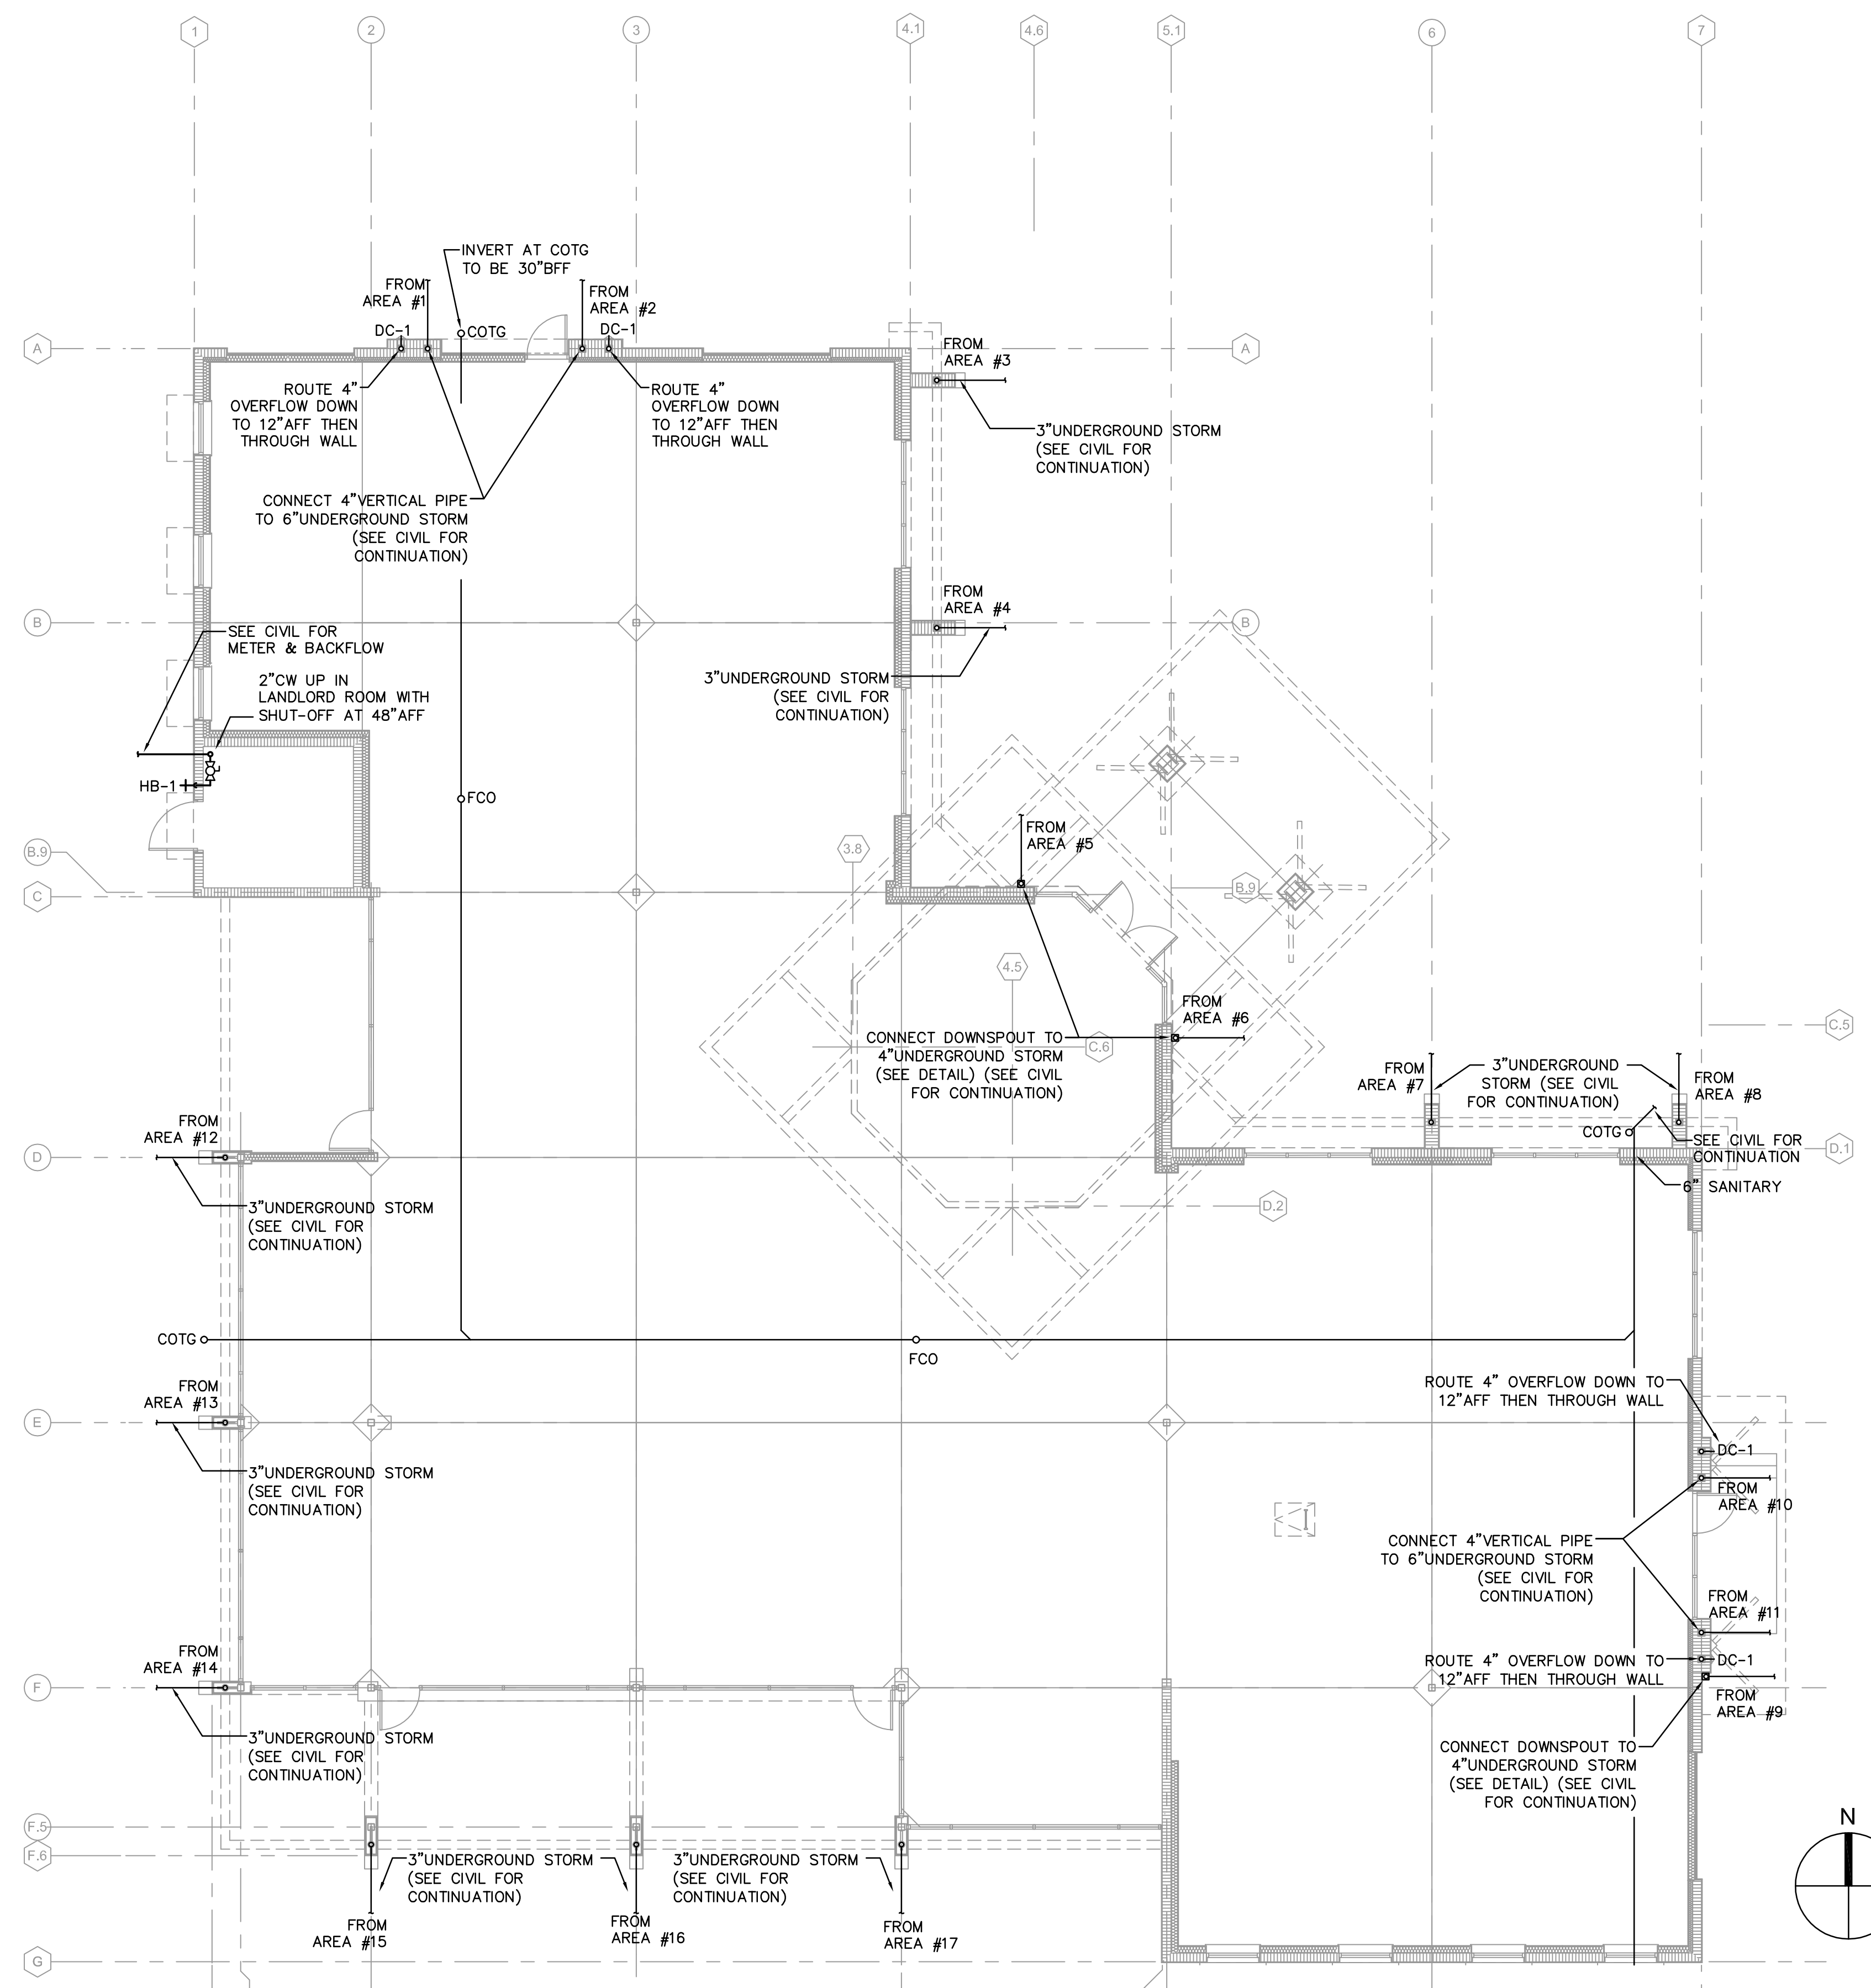 1
2
3
4.1
4.6
5.1
6
7
INVERT AT COTG
TO BE 30"BFF
FROM
AREA #1
FROM
AREA #2
DC-1
COTG
DC-1
A
A
FROM
AREA #3
ROUTE 4"
OVERFLOW DOWN
TO 12"AFF THEN
THROUGH WALL
ROUTE 4"
OVERFLOW DOWN
TO 12"AFF THEN
THROUGH WALL
3"UNDERGROUND STORM
(SEE CIVIL FOR
CONTINUATION)
CONNECT 4"VERTICAL PIPE
TO 6"UNDERGROUND STORM
(SEE CIVIL FOR
CONTINUATION)
FROM
AREA #4
B
B
SEE CIVIL FOR
METER & BACKFLOW
2"CW UP IN
LANDLORD ROOM WITH
SHUT-OFF AT 48"AFF
3"UNDERGROUND STORM
(SEE CIVIL FOR
CONTINUATION)
HB-1
FCO
FROM
AREA #5
B.9
3.8
B.9
C
4.5
FROM
AREA #6
C.5
CONNECT DOWNSPOUT TO
4"UNDERGROUND STORM
(SEE DETAIL) (SEE CIVIL
FOR CONTINUATION)
C.6
FROM
AREA #7
3"UNDERGROUND
STORM (SEE CIVIL
FOR CONTINUATION)
FROM
AREA #8
FROM
AREA #12
COTG
SEE CIVIL FOR
CONTINUATION
D
D.1
6" SANITARY
3"UNDERGROUND STORM
(SEE CIVIL FOR
CONTINUATION)
D.2
COTG
FCO
FROM
AREA #13
ROUTE 4" OVERFLOW DOWN TO
12"AFF THEN THROUGH WALL
E
DC-1
3"UNDERGROUND STORM
(SEE CIVIL FOR
CONTINUATION)
FROM
AREA #10
CONNECT 4"VERTICAL PIPE
TO 6"UNDERGROUND STORM
(SEE CIVIL FOR
CONTINUATION)
FROM
AREA #11
FROM
AREA #14
ROUTE 4" OVERFLOW DOWN TO
12"AFF THEN THROUGH WALL
DC-1
F
FROM
AREA #9
3"UNDERGROUND STORM
(SEE CIVIL FOR
CONTINUATION)
CONNECT DOWNSPOUT TO
4"UNDERGROUND STORM
(SEE DETAIL) (SEE CIVIL
FOR CONTINUATION)
N
F.5
F.6
3"UNDERGROUND STORM
(SEE CIVIL FOR
CONTINUATION)
3"UNDERGROUND STORM
(SEE CIVIL FOR
CONTINUATION)
FROM
AREA #15
FROM
AREA #16
FROM
AREA #17
G